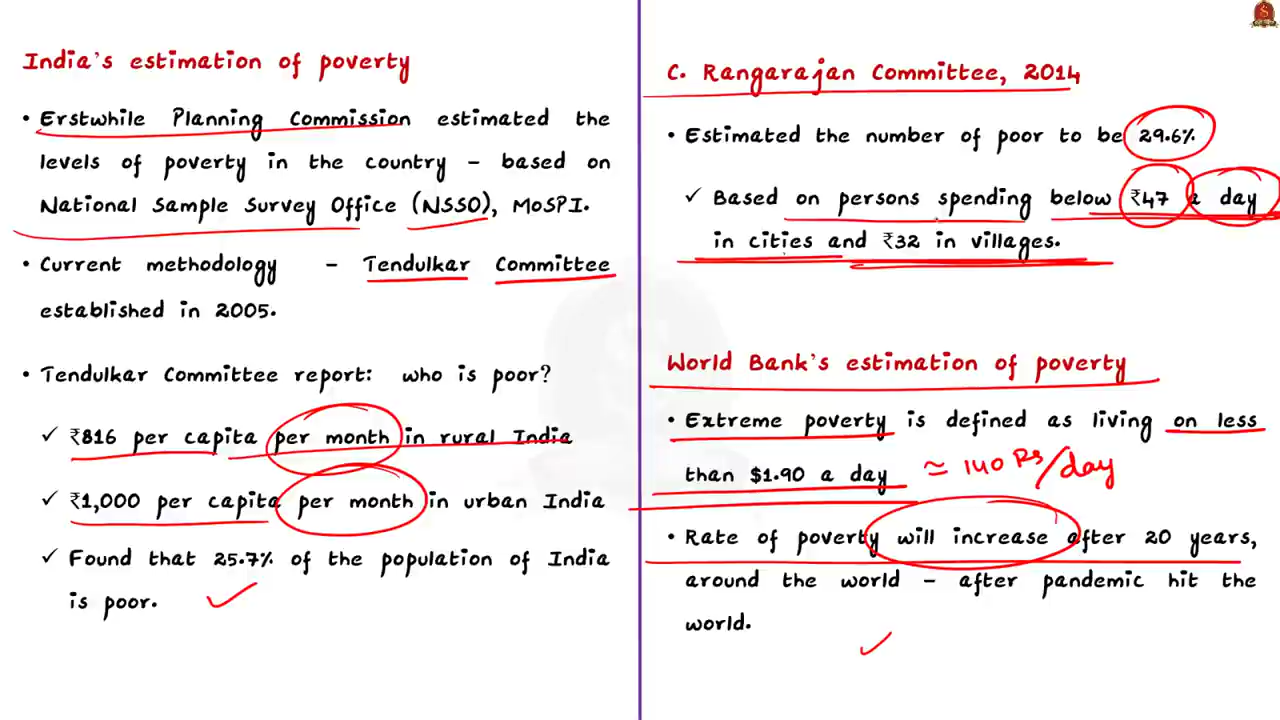 India's estimation of poverty
• Erstwhile Planning Commission estimated the
levels of poverty in the country – based on
National Sample Survey Office (NSSO), MoSPI.
• Current methodology – Tendulkar Committee
established in 2005.
• Tendulkar Committee report: who is poor?
✓ ₹816 per capita per month in rural India
✓ ₹1,000 per capita per month in urban India
✓ Found that 25.7% of the population of India
is poor.
C. Rangarajan Committee, 2014
• Estimated the number of poor to be 29.6%
✓ Based on persons spending below ₹47 a day
in cities and ₹32 in villages.
World Bank's estimation of poverty
• Extreme poverty is defined as living on less
than $1.90 a day ≃ 140 Rs/day
• Rate of poverty will increase after 20 years,
around the world – after pandemic hit the
world.